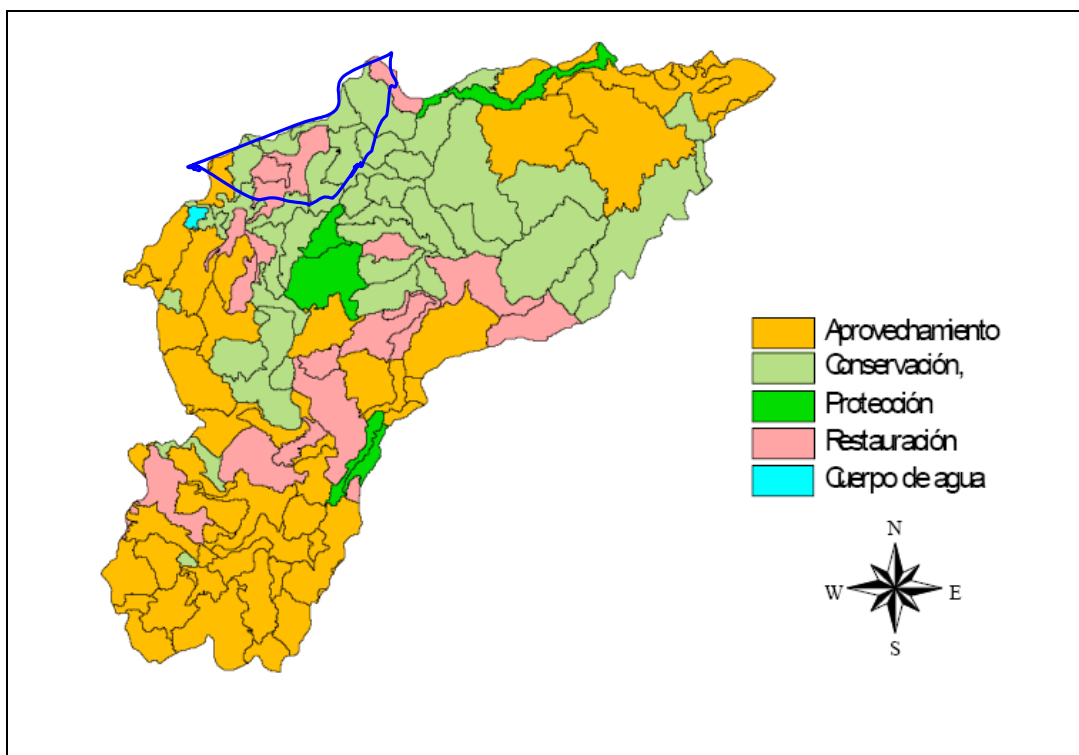 Aprovechamiento
Conservación,
Protección
Restauración
Cuerpo de agua
N
W E
S